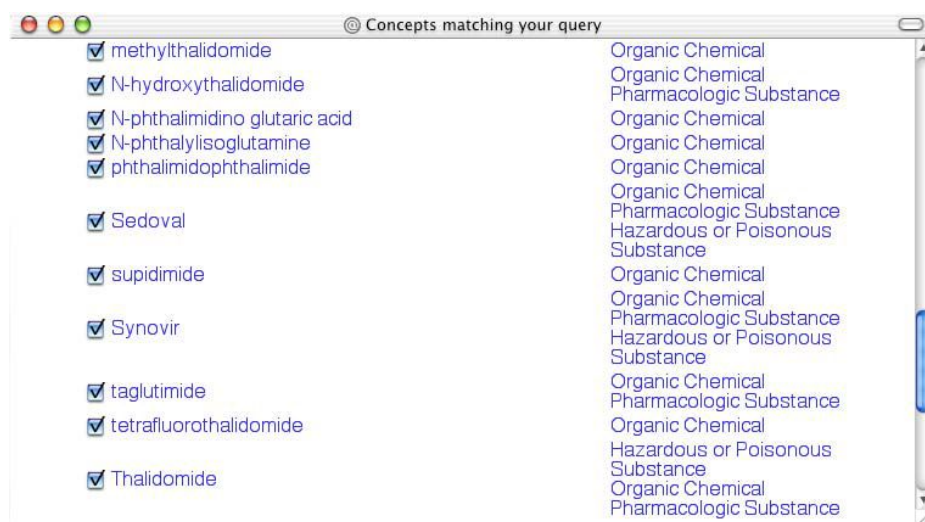 Concepts matching your query
methylthalidomide Organic Chemical
N-hydroxythalidomide Organic Chemical
Pharmacologic Substance
N-phthalimidino glutaric acid Organic Chemical
N-phthalylisoglutamine Organic Chemical
phthalimidophthalimide Organic Chemical
Sedoval Organic Chemical
Pharmacologic Substance
Hazardous or Poisonous
Substance
supidimide Organic Chemical
Synovir Organic Chemical
Pharmacologic Substance
Hazardous or Poisonous
Substance
taglutimide Organic Chemical
Pharmacologic Substance
tetrafluorothalidomide Organic Chemical
Thalidomide Hazardous or Poisonous
Substance
Organic Chemical
Pharmacologic Substance